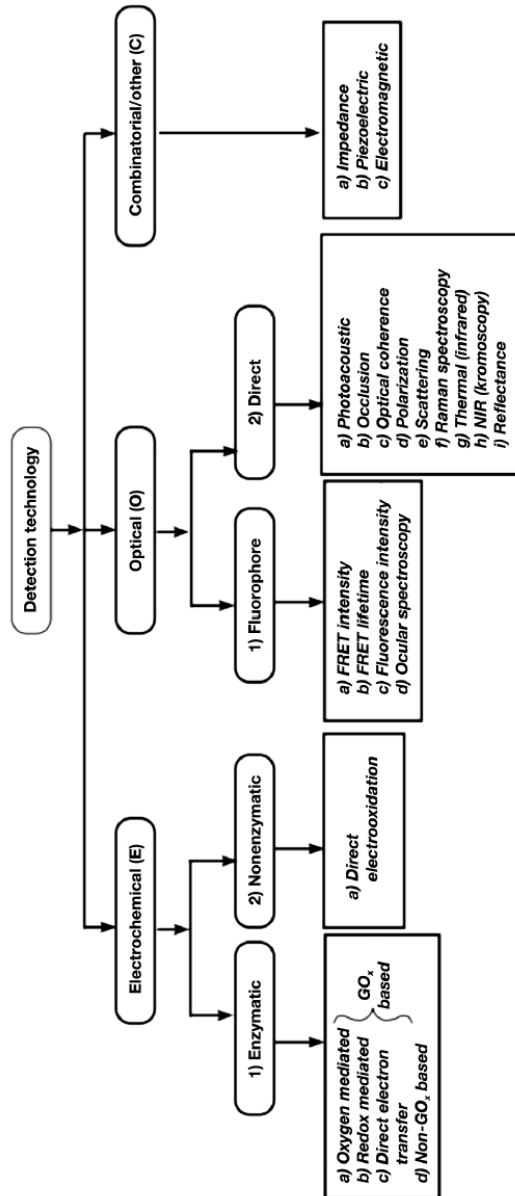 Detection technology
Electrochemical (E)
Optical (O)
Combinatorial/other (C)
1) Enzymatic
2) Nonenzymatic
1) Fluorophore
2) Direct
a) Oxygen mediated
b) Redox mediated
c) Direct electron
transfer
d) Non-GOₓ based
GOₓ
based
a) Direct
electrooxidation
a) FRET intensity
b) FRET lifetime
c) Fluorescence intensity
d) Ocular spectroscopy
a) Photoacoustic
b) Occlusion
c) Optical coherence
d) Polarization
e) Scattering
f) Raman spectroscopy
g) Thermal (infrared)
h) NIR (kromoscopy)
i) Reflectance
a) Impedance
b) Piezoelectric
c) Electromagnetic